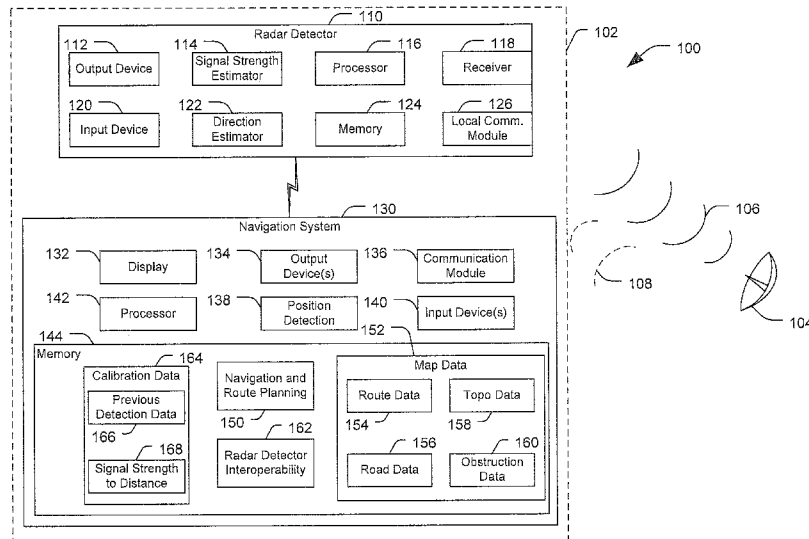 110
Radar Detector
102
100
112
114
116
118
Output Device
Signal Strength
Estimator
Processor
Receiver
120
122
124
126
Input Device
Direction
Estimator
Memory
Local Comm.
Module
106
108
104
130
Navigation System
132
134
136
Display
Output
Device(s)
Communication
Module
142
138
140
Processor
Position
Detection
Input Device(s)
144
152
Memory
164
Calibration Data
Previous
Detection Data
166
168
Signal Strength
to Distance
Navigation and
Route Planning
150
162
Radar Detector
Interoperability
Map Data
Route Data
Topo Data
154
158
156
160
Road Data
Obstruction
Data